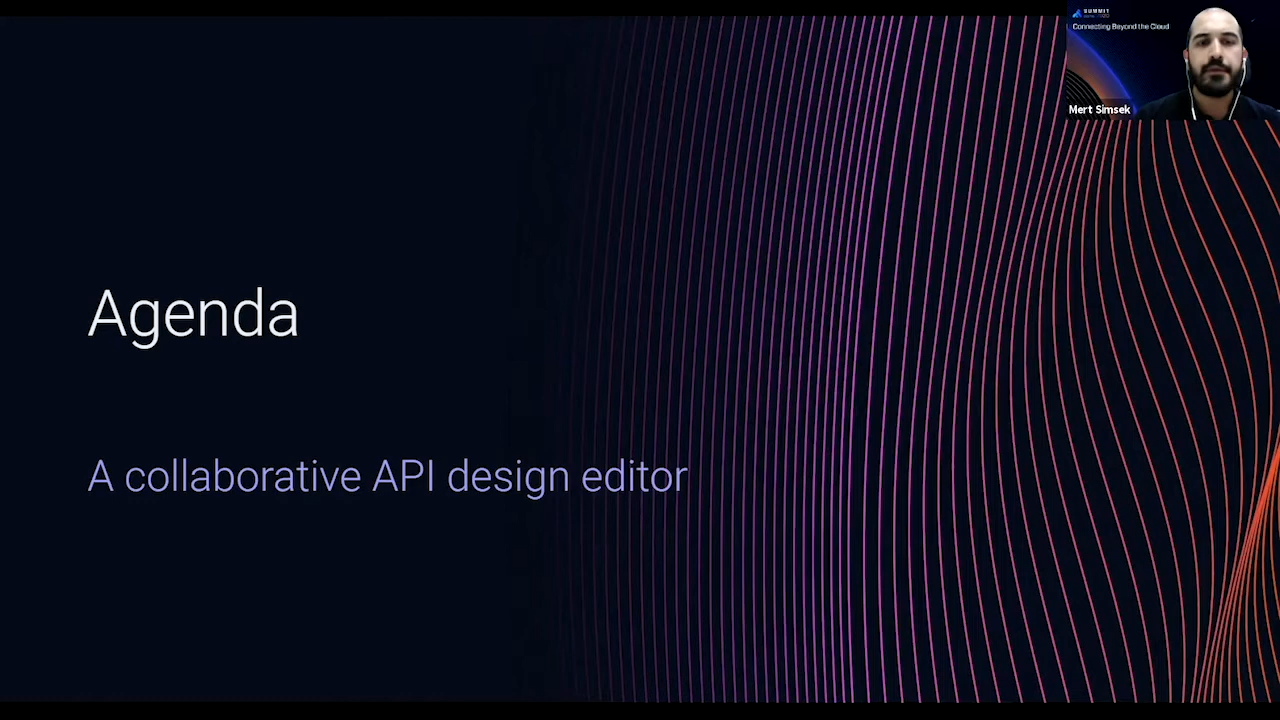 SUMMIT
Connecting Beyond the Cloud
Mert Simsek
Agenda
A collaborative API design editor